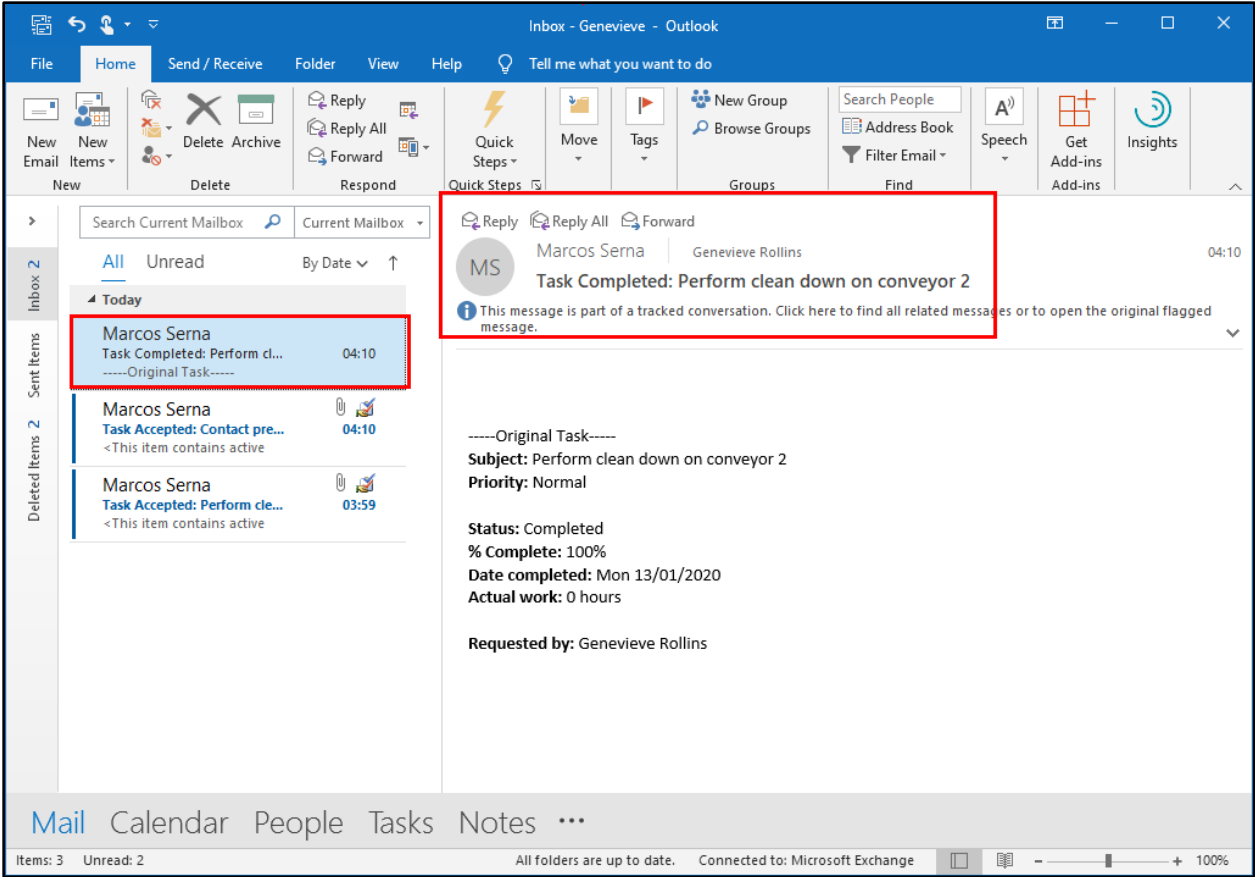 Inbox - Genevieve - Outlook
File Home Send / Receive Folder View Help Tell me what you want to do
New Email
New Items
New
Delete
Archive
Delete
Reply
Reply All
Forward
Respond
Quick Steps
Quick Steps
Move
Tags
New Group
Browse Groups
Groups
Search People
Address Book
Filter Email
Find
Speech
Get Add-ins
Add-ins
Insights
Inbox 2
Sent Items
Deleted Items 2
Search Current Mailbox
Current Mailbox
All Unread By Date
Today
Marcos Serna
Task Completed: Perform cl... 04:10
-----Original Task-----
Marcos Serna
Task Accepted: Contact pre... 04:10
<This item contains active
Marcos Serna
Task Accepted: Perform cle... 03:59
<This item contains active
Reply Reply All Forward
MS
Marcos Serna Genevieve Rollins 04:10
Task Completed: Perform clean down on conveyor 2
This message is part of a tracked conversation. Click here to find all related messages or to open the original flagged
message.
-----Original Task-----
Subject: Perform clean down on conveyor 2
Priority: Normal
Status: Completed
% Complete: 100%
Date completed: Mon 13/01/2020
Actual work: 0 hours
Requested by: Genevieve Rollins
Mail Calendar People Tasks Notes ...
Items: 3 Unread: 2 All folders are up to date. Connected to: Microsoft Exchange 100%